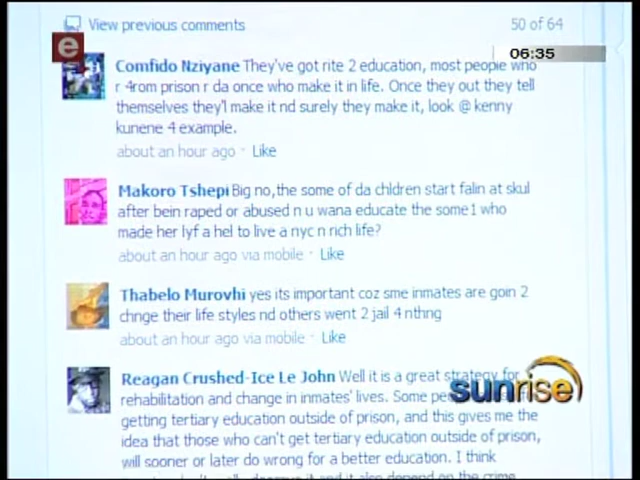 View previous comments 50 of 64
e
06:35
Comfido Nziyane They've got rite 2 education, most people who
r 4rom prison r da once who make it in life. Once they out they tell
themselves they'l make it nd surely they make it, look @ kenny
kunene 4 example.
about an hour ago · Like
Makoro Tshepi Big no,the some of da chldren start falin at skul
after bein raped or abused n u wana educate the some1 who
made her lyf a hel to live a nyc n rich life?
about an hour ago via mobile · Like
Thabelo Murovhi yes its important coz sme inmates are goin 2
chnge their life styles nd others went 2 jail 4 nthng
about an hour ago via mobile · Like
Reagan Crushed-Ice Le John Well it is a great strategy for
rehabilitation and change in inmates' lives. Some
getting tertiary education outside of prison, and this gives me the
idea that those who can't get tertiary education outside of prison,
will sooner or later do wrong for a better education. I think
it also depend on the crime
sunrise